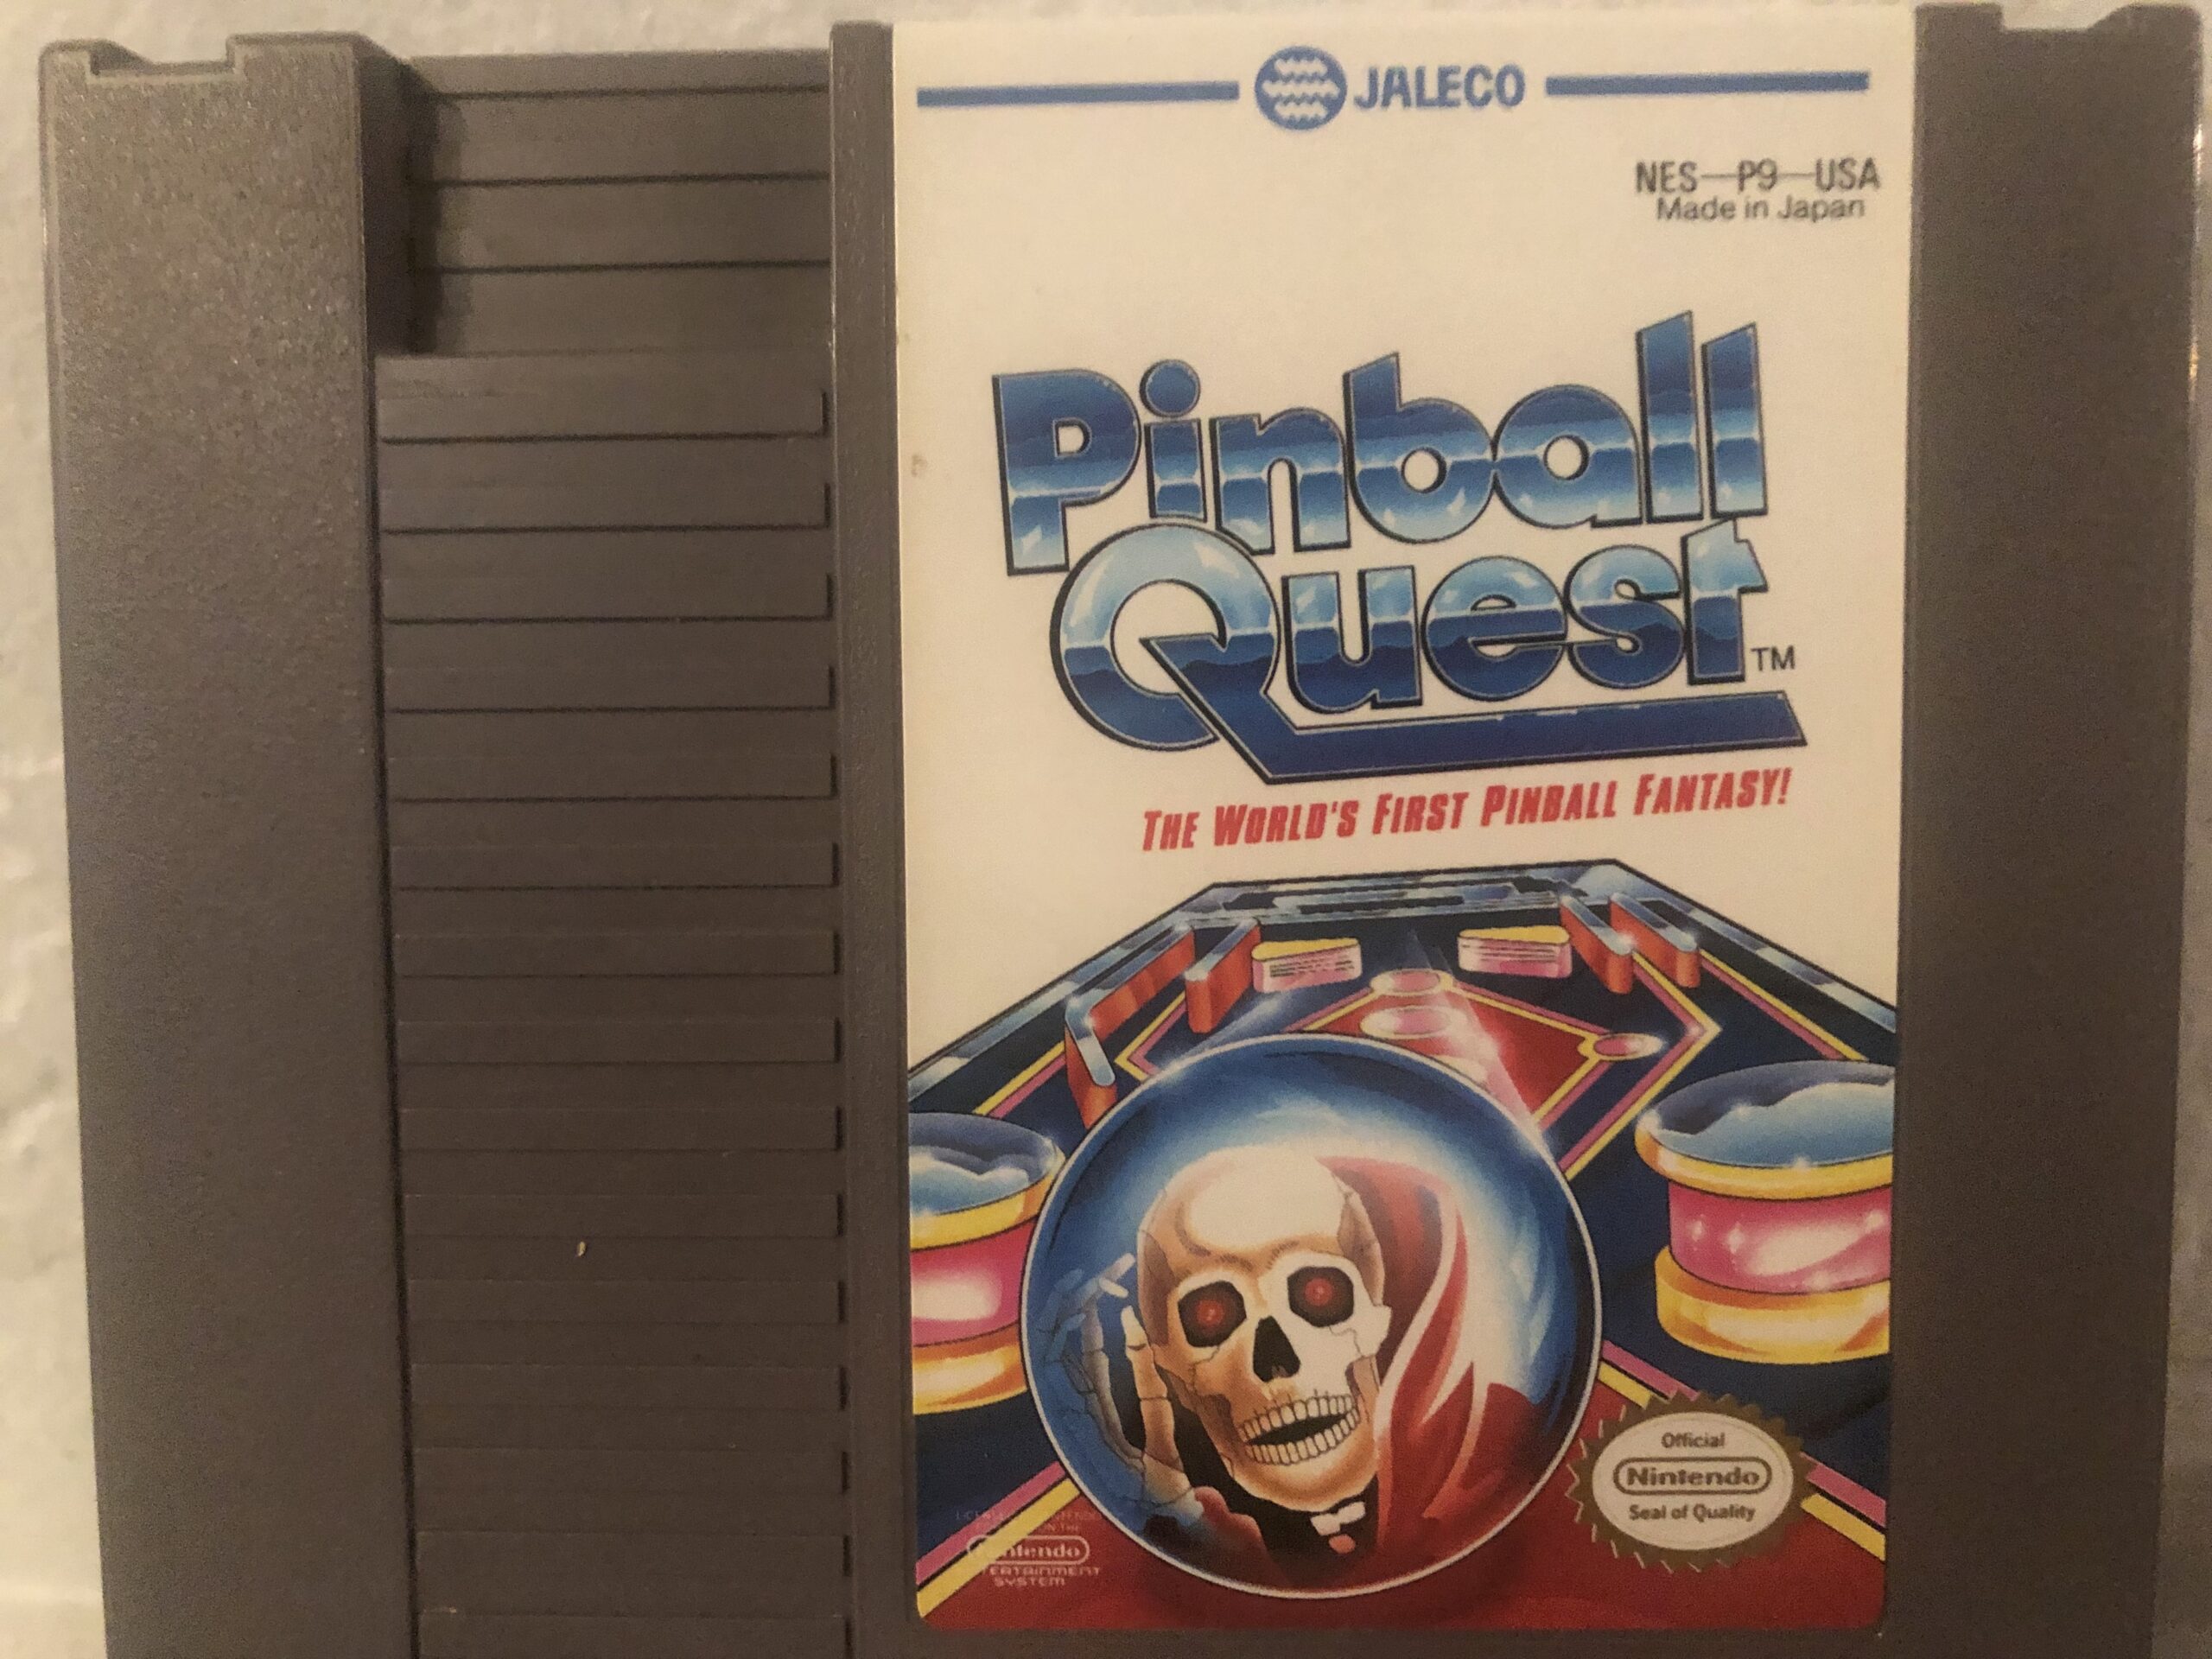 JALECO
NES-P9-USA
Made in Japan
Pinball
Quest TM
THE WORLD'S FIRST PINBALL FANTASY!
Official
Nintendo
Seal of Quality
Nintendo
SYSTEM